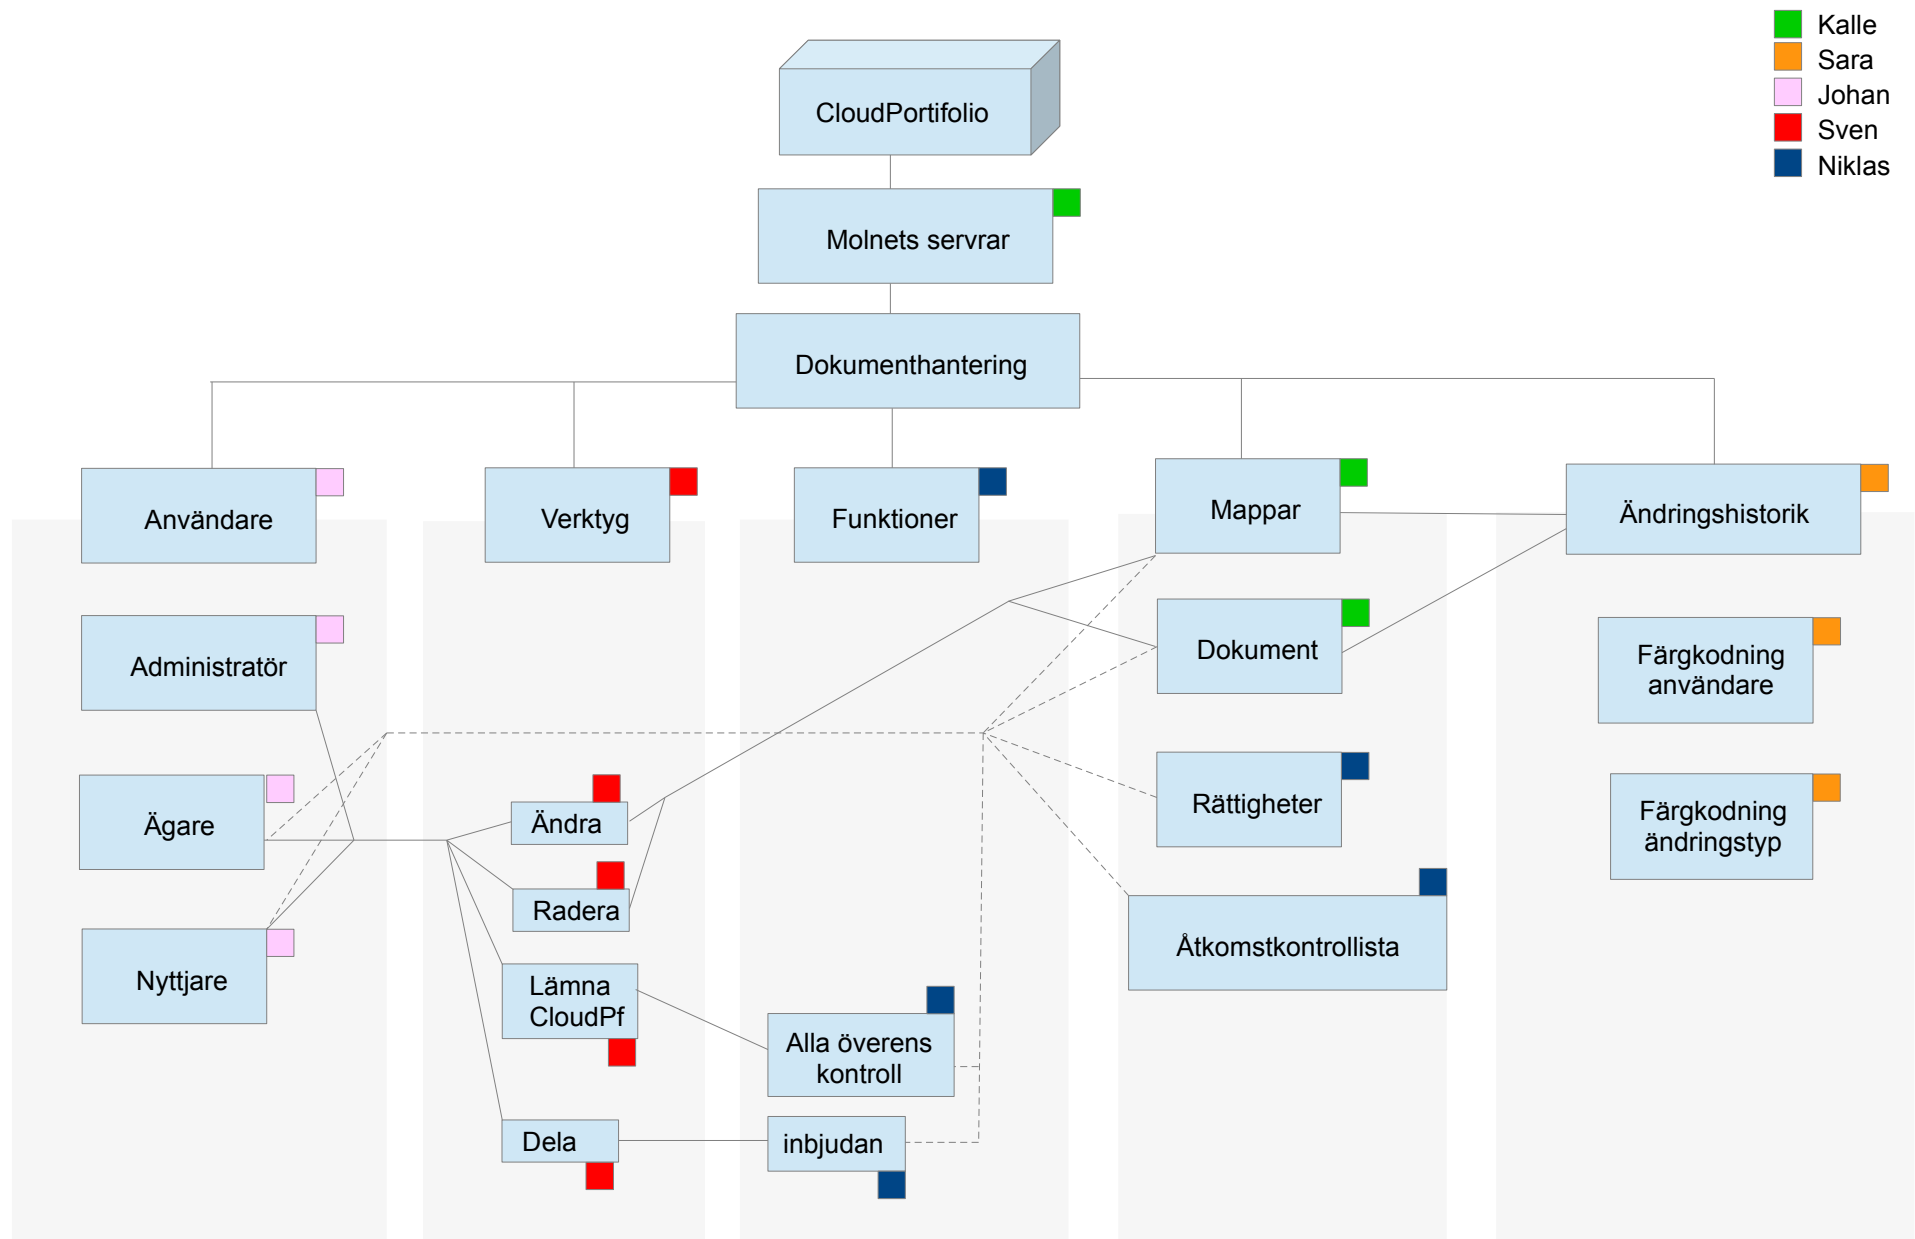 Kalle
Sara
Johan
Sven
Niklas
CloudPortifolio
Molnets servrar
Dokumenthantering
Användare
Verktyg
Funktioner
Mappar
Ändringshistorik
Administratör
Ägare
Nyttjare
Ändra
Radera
Lämna
CloudPf
Dela
Alla överens
kontroll
inbjudan
Dokument
Rättigheter
Åtkomstkontrollista
Färgkodning
användare
Färgkodning
ändringstyp